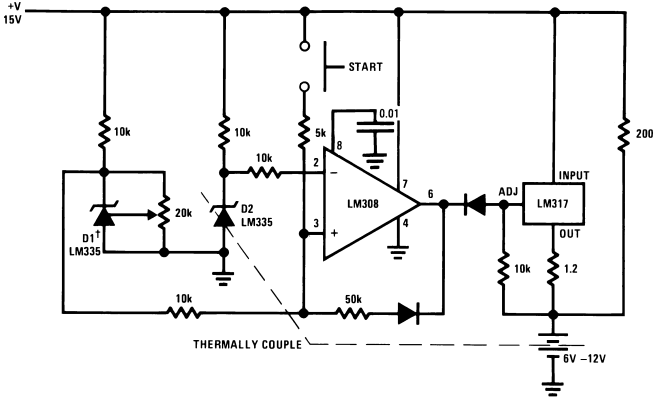 +V
15V
START
10k
10k
5k
0.01
8
200
10k
2
−
7
6
ADJ
INPUT
LM308
LM317
20k
D2
LM335
D1†
LM335
3
+
4
OUT
10k
1.2
10k
50k
THERMALLY COUPLE
6V −12V